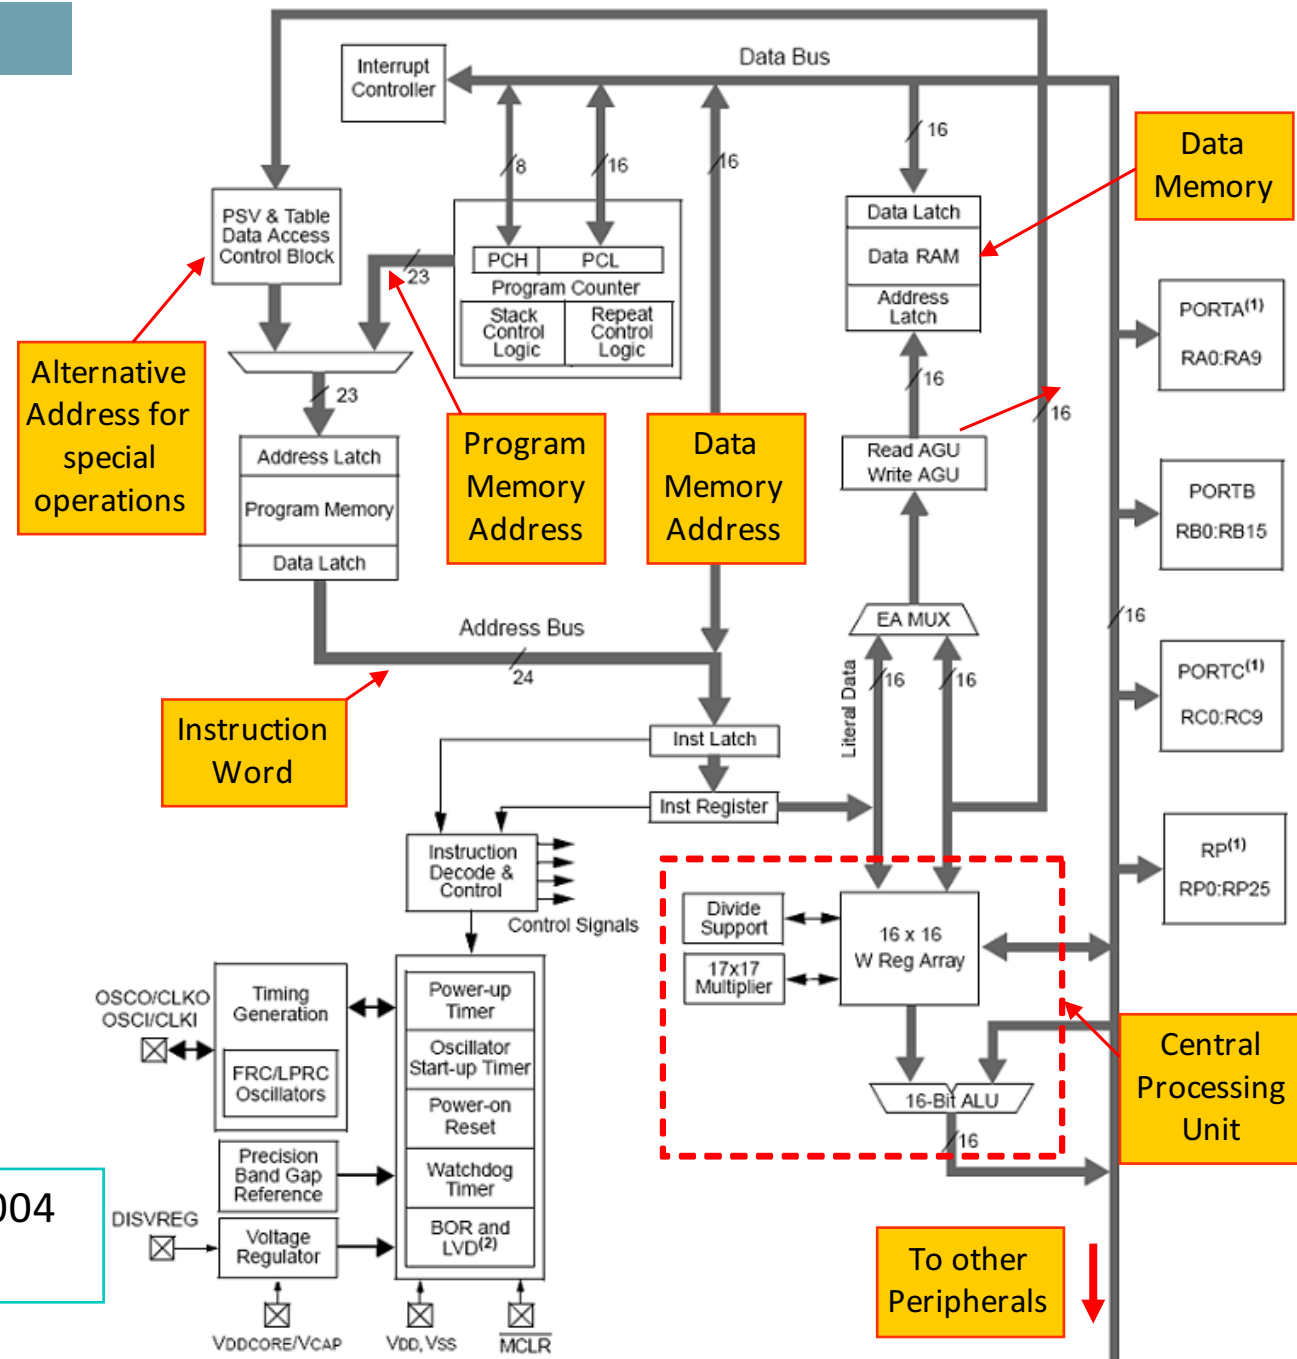 Data Bus
Interrupt
Controller
16
8
16
16
Data
Memory
PSV & Table
Data Access
Control Block
Data Latch
Data RAM
Address
Latch
23
PCH
PCL
Program Counter
Stack
Control
Logic
Repeat
Control
Logic
PORTA(1)
RA0:RA9
Alternative
Address for
special
operations
23
16
16
Program
Memory
Address
Data
Memory
Address
Read AGU
Write AGU
Address Latch
Program Memory
Data Latch
PORTB
RB0:RB15
EA MUX
16
Address Bus
24
Literal Data
16
16
PORTC(1)
RC0:RC9
Instruction
Word
Inst Latch
Inst Register
Instruction
Decode &
Control
Control Signals
RP(1)
RP0:RP25
Divide
Support
16 x 16
W Reg Array
17x17
Multiplier
OSCO/CLKO
OSCI/CLKI
Timing
Generation
FRC/LPRC
Oscillators
Power-up
Timer
Oscillator
Start-up Timer
Power-on
Reset
Watchdog
Timer
BOR and
LVD(2)
Central
Processing
Unit
16-Bit ALU
16
Precision
Band Gap
Reference
004
DISVREG
Voltage
Regulator
To other
Peripherals
VDDCORE/VCAP
VDD, VSS
MCLR